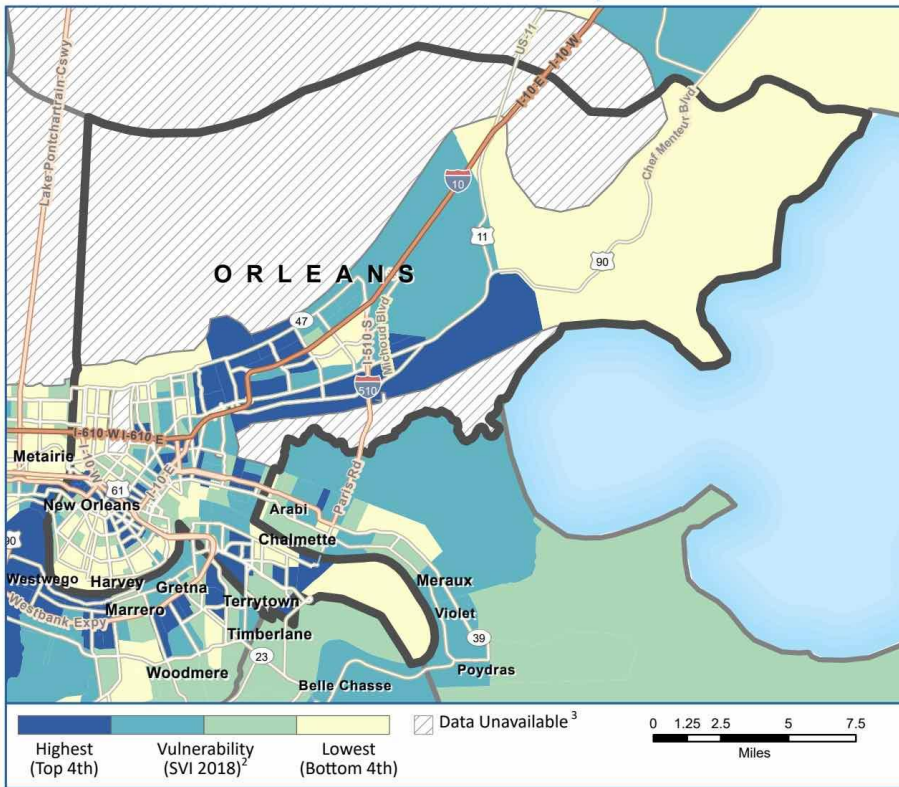 Lake Pontchartrain Cswy
US-11
I-10 E
I-10 W
Chef Menteur Blvd
10
11
90
ORLEANS
47
I-510 S
Michoud Blvd
510
I-610 W
I-610 E
Metairie
I-10 W
I-10 E
61
Paris Rd
New Orleans
Arabi
90
Chalmette
Westwego
Harvey
Gretna
Meraux
Marrero
Terrytown
Violet
Westbank Expy
Timberlane
39
23
Woodmere
Poydras
Belle Chasse
Highest
(Top 4th)
Vulnerability
(SVI 2018)2
Lowest
(Bottom 4th)
Data Unavailable 3
0 1.25 2.5 5 7.5
Miles